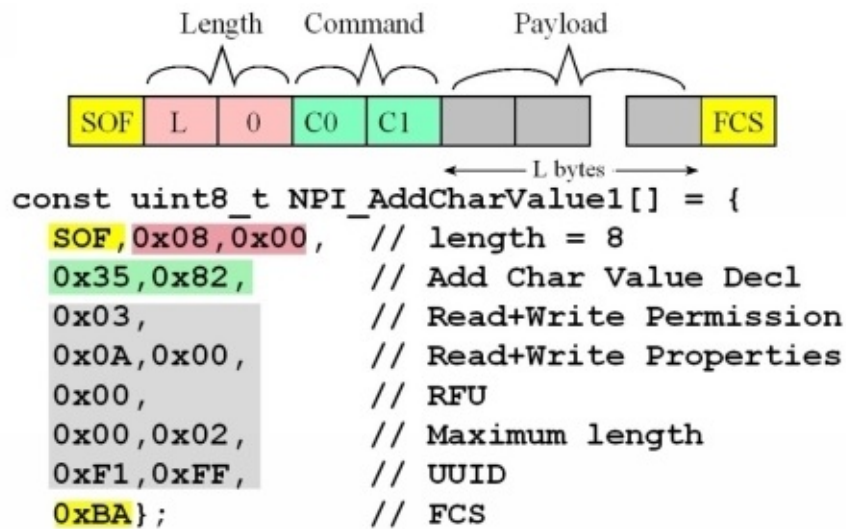 Length Command Payload
SOF L 0 C0 C1 FCS
L bytes
const uint8_t NPI_AddCharValue1[] = {
SOF,0x08,0x00, // length = 8
0x35,0x82, // Add Char Value Decl
0x03, // Read+Write Permission
0x0A,0x00, // Read+Write Properties
0x00, // RFU
0x00,0x02, // Maximum length
0xF1,0xFF, // UUID
0xBA}; // FCS